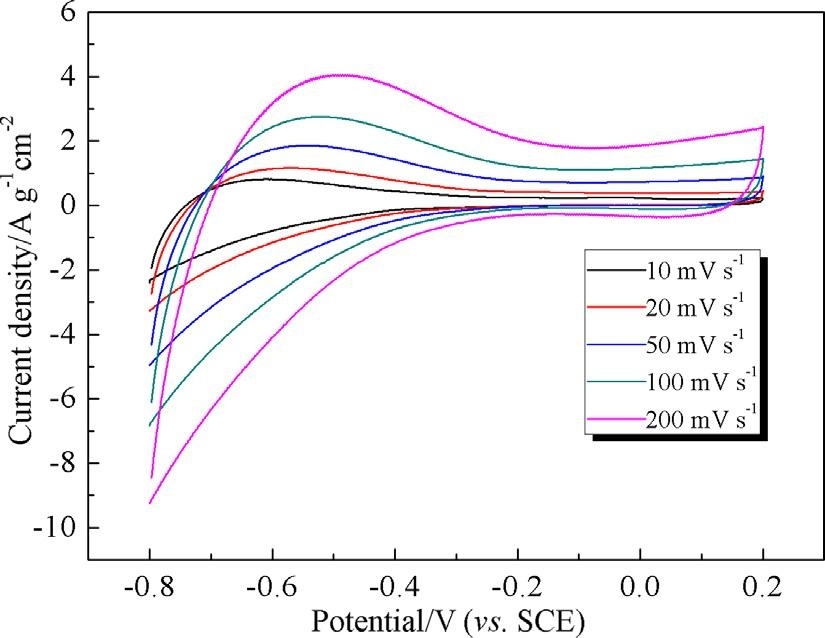 6
4
2
0
-2
-4
-6
-8
-10
Current density/A g⁻¹cm⁻²
10 mV s⁻¹
20 mV s⁻¹
50 mV s⁻¹
100 mV s⁻¹
200 mV s⁻¹
-0.8 -0.6 -0.4 -0.2 0.0 0.2
Potential/V (vs. SCE)